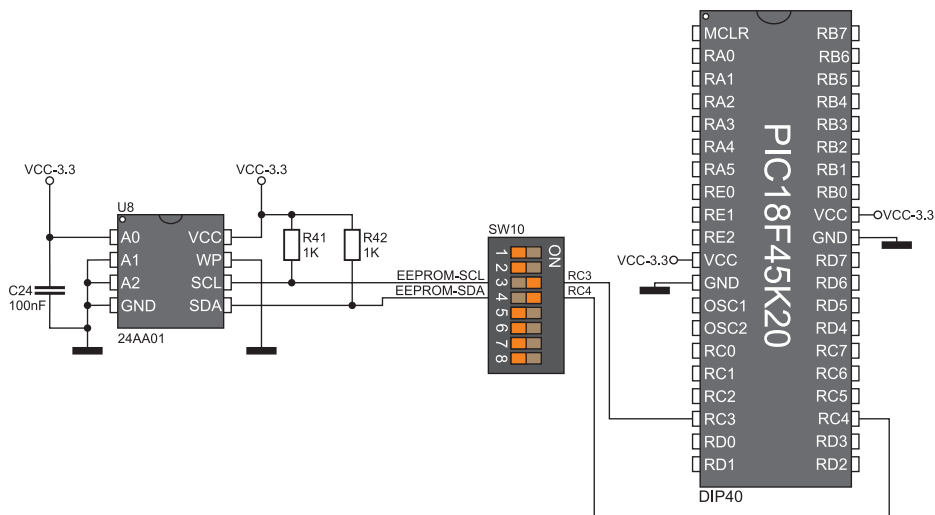 VCC-3.3
VCC-3.3
U8
A0
A1
A2
GND
VCC
WP
SCL
SDA
24AA01
C24
100nF
R41
1K
R42
1K
EEPROM-SCL
EEPROM-SDA
SW10
ON
1
2
3
4
5
6
7
8
RC3
RC4
MCLR
RA0
RA1
RA2
RA3
RA4
RA5
RE0
RE1
RE2
VCC
GND
OSC1
OSC2
RC0
RC1
RC2
RC3
RD0
RD1
VCC-3.3
PIC18F45K20
RB7
RB6
RB5
RB4
RB3
RB2
RB1
RB0
VCC
GND
RD7
RD6
RD5
RD4
RC7
RC6
RC5
RC4
RD3
RD2
VCC-3.3
DIP40